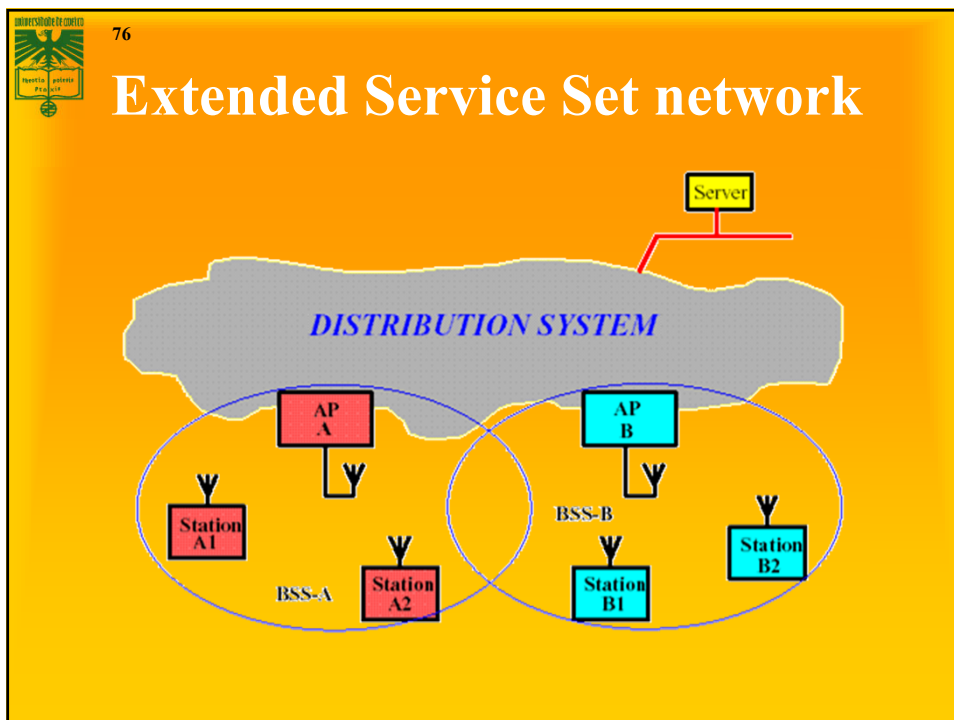 76
Extended Service Set network
Server
DISTRIBUTION SYSTEM
AP
A
AP
B
Station
A1
BSS-A
Station
A2
BSS-B
Station
B1
Station
B2